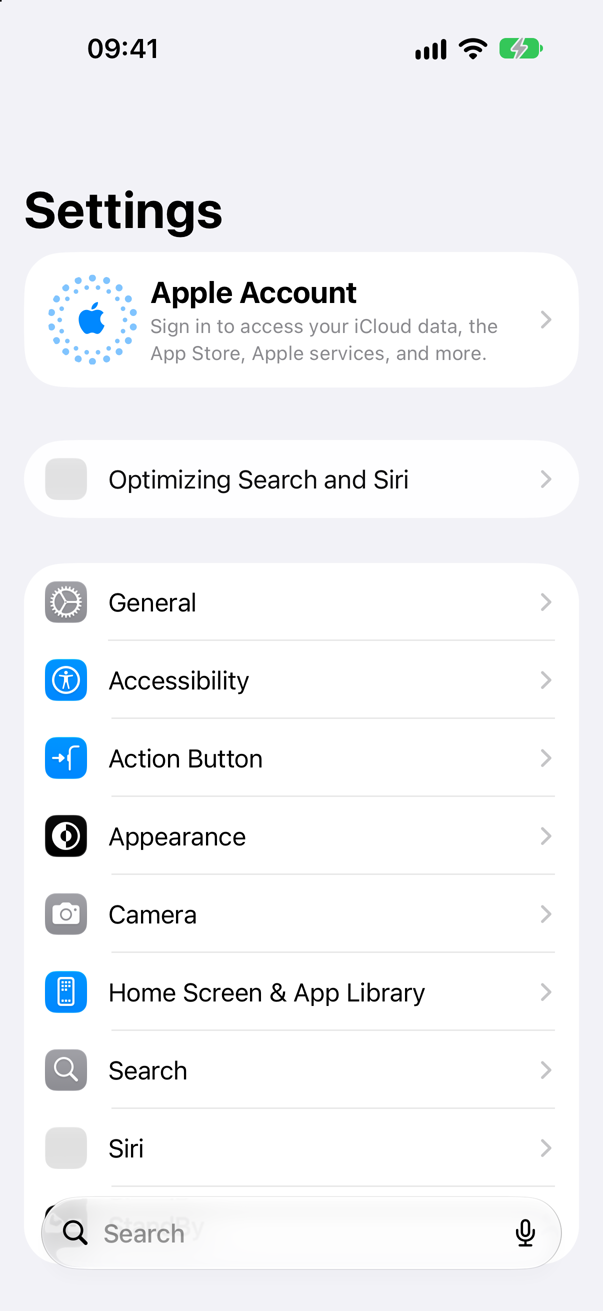 09:41
Settings
Apple Account
Sign in to access your iCloud data, the
App Store, Apple services, and more.
Optimizing Search and Siri
General
Accessibility
Action Button
Appearance
Camera
Home Screen & App Library
Search
Siri
StandBy
Search